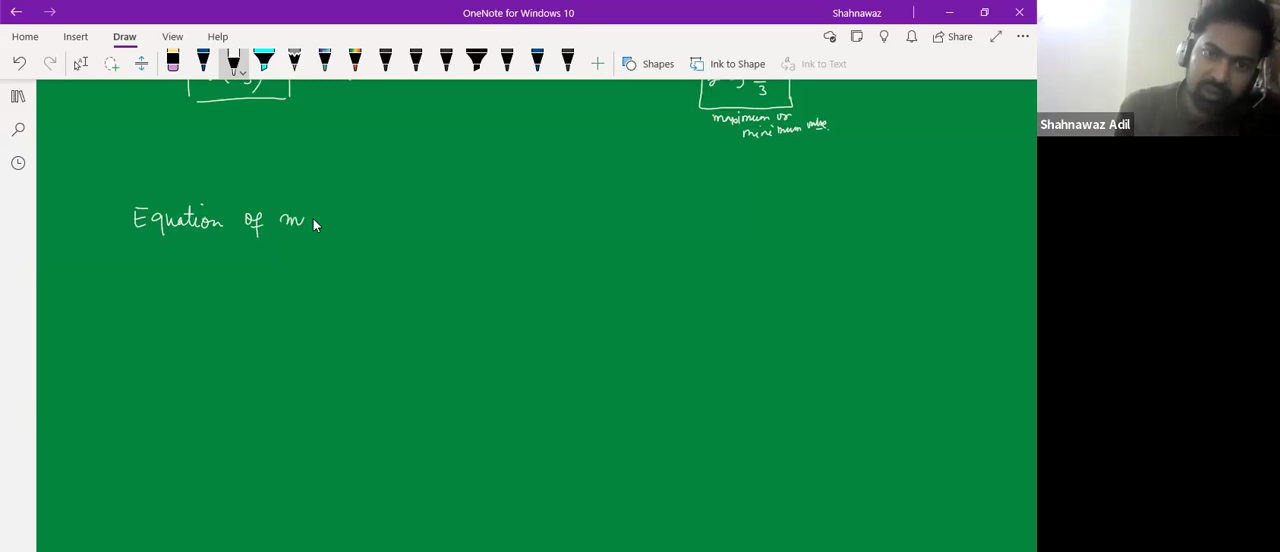 OneNote for Windows 10
Shahnawaz
Home Insert Draw View Help
Share
Shapes
Ink to Shape
Ink to Text
3
maximum or
minimum value.
Equation of m
Shahnawaz Adil